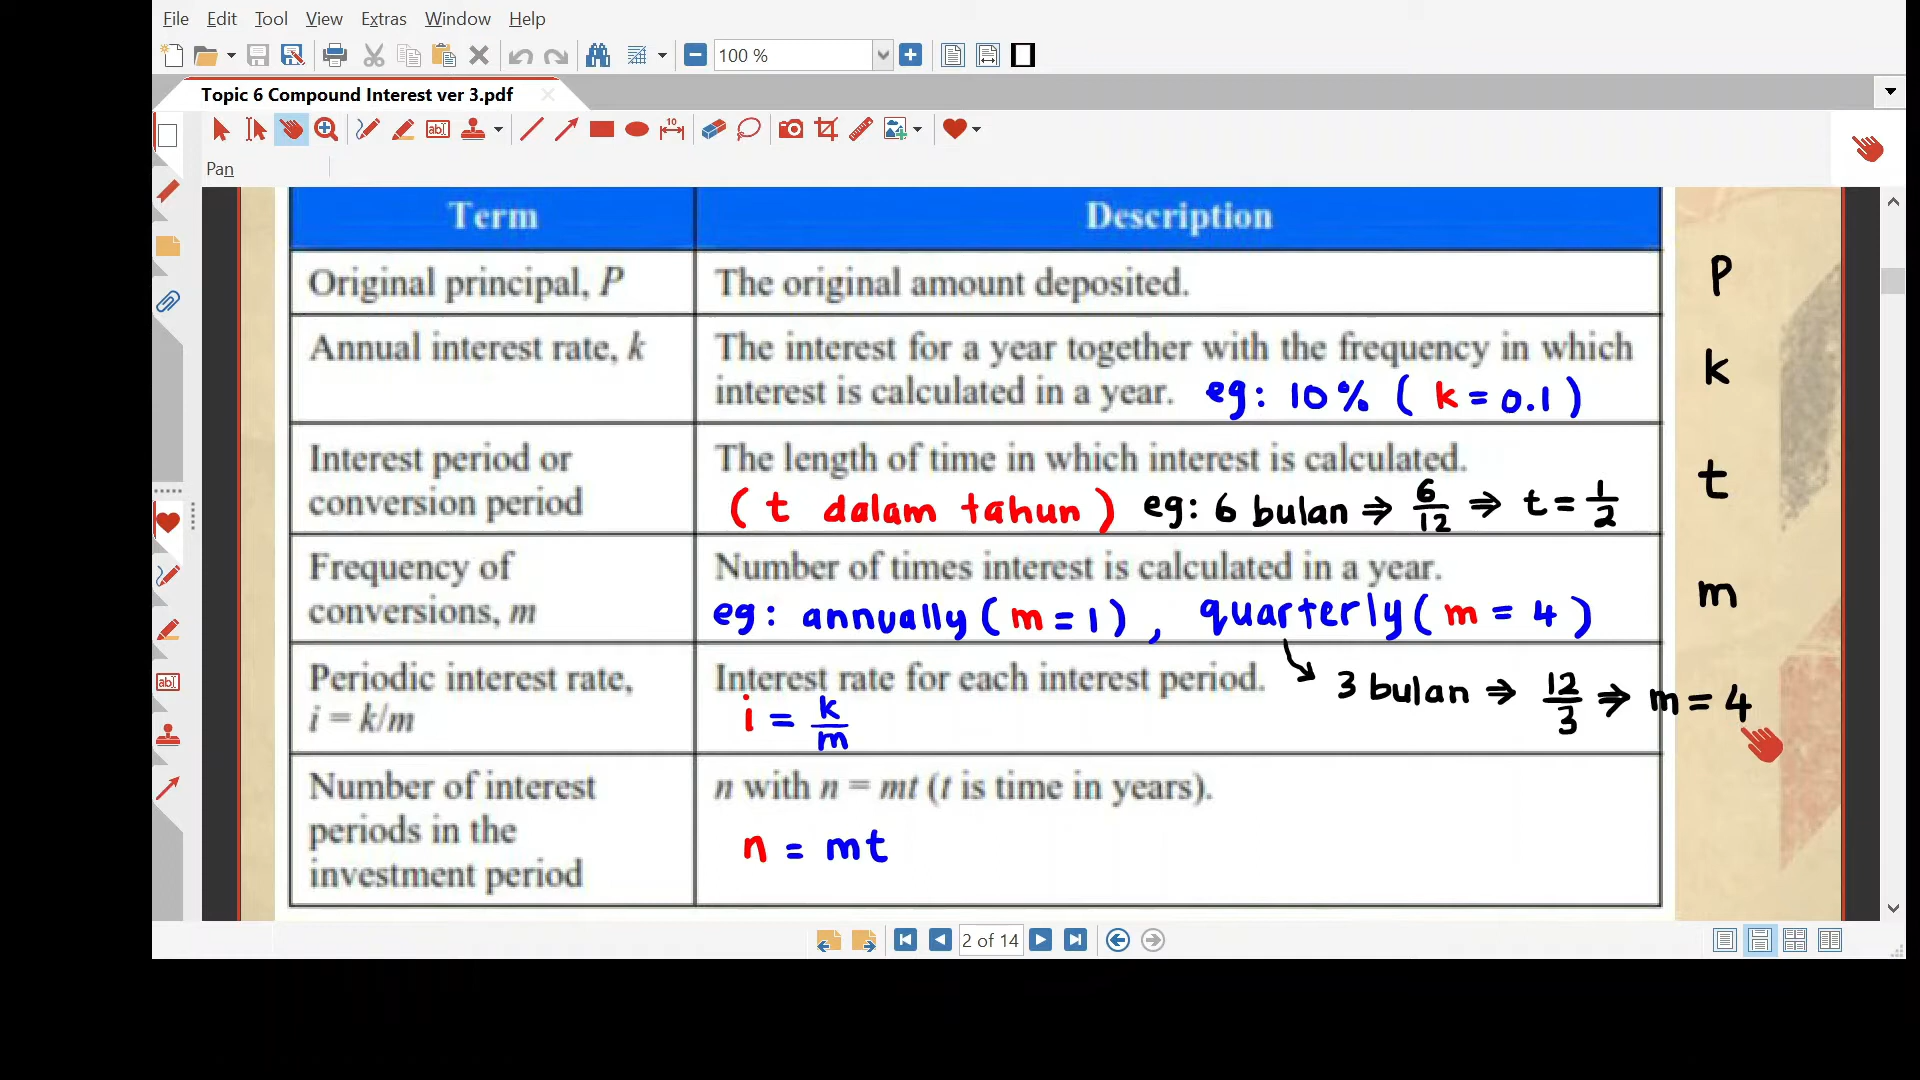 File Edit Tool View Extras Window Help
100 %
Topic 6 Compound Interest ver 3.pdf
Pan
Term Description
Original principal, P The original amount deposited. P
Annual interest rate, k The interest for a year together with the frequency in which k
interest is calculated in a year. eg: 10% ( k = 0.1 )
Interest period or The length of time in which interest is calculated. t
conversion period ( t dalam tahun ) eg: 6 bulan ⇒ 6/12 ⇒ t = 1/2
Frequency of Number of times interest is calculated in a year. m
conversions, m eg: annually ( m = 1 ) , quarterly ( m = 4 )
Periodic interest rate, Interest rate for each interest period. 3 bulan ⇒ 12/3 ⇒ m = 4
i = k/m i = k/m
Number of interest n with n = mt (t is time in years).
periods in the n = mt
investment period
2 of 14